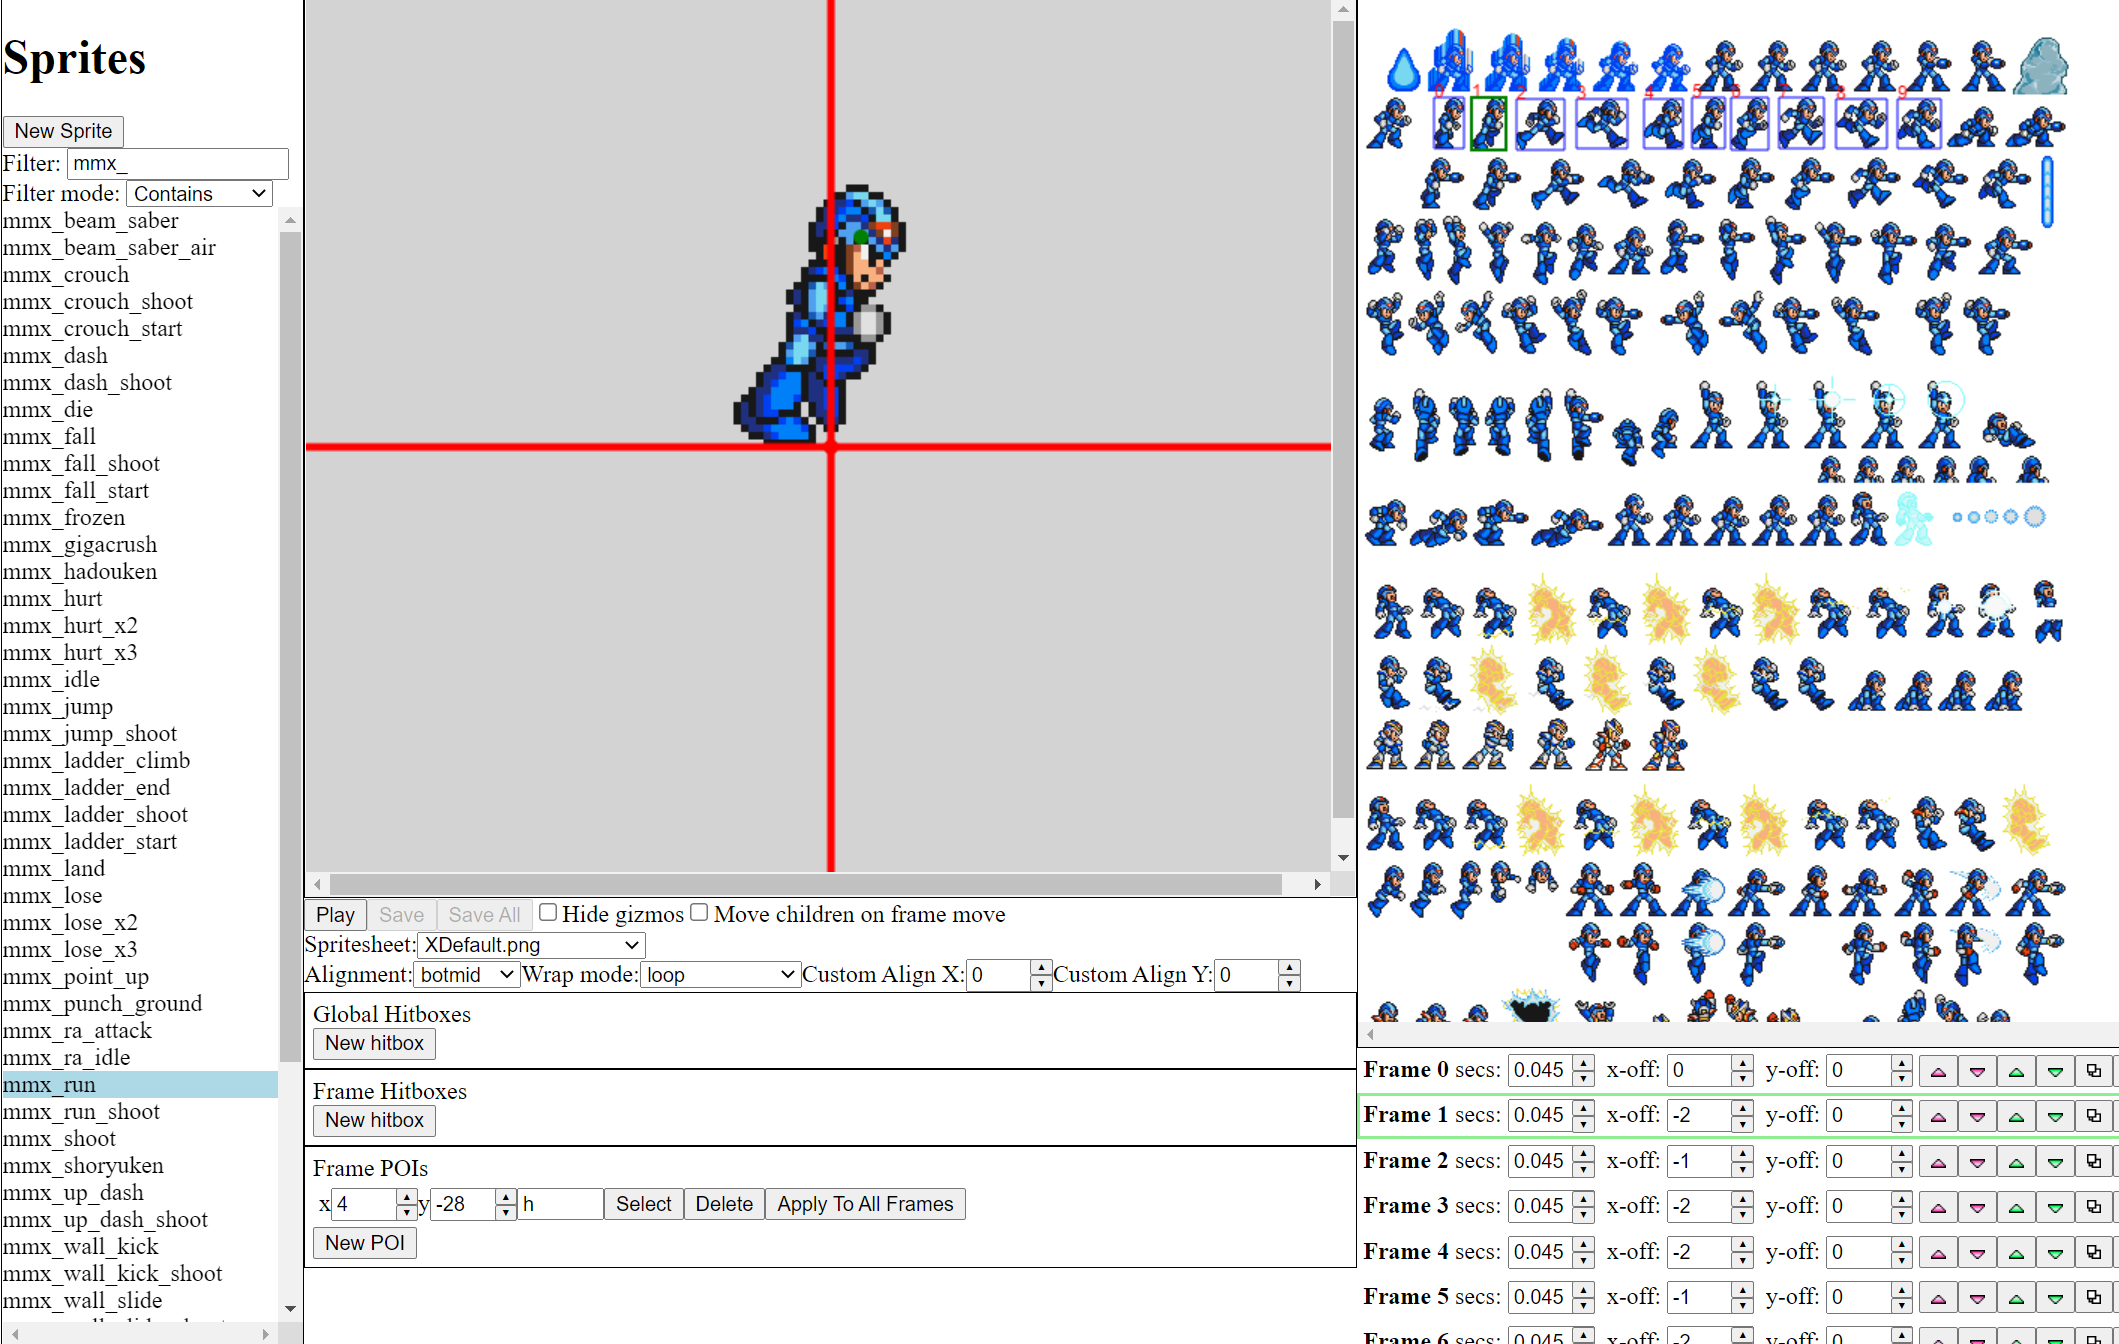 Sprites
New Sprite
Filter: mmx_
Filter mode: Contains
mmx_beam_saber
mmx_beam_saber_air
mmx_crouch
mmx_crouch_shoot
mmx_crouch_start
mmx_dash
mmx_dash_shoot
mmx_die
mmx_fall
mmx_fall_shoot
mmx_fall_start
mmx_frozen
mmx_gigacrush
mmx_hadouken
mmx_hurt
mmx_hurt_x2
mmx_hurt_x3
mmx_idle
mmx_jump
mmx_jump_shoot
mmx_ladder_climb
mmx_ladder_end
mmx_ladder_shoot
mmx_ladder_start
mmx_land
mmx_lose
mmx_lose_x2
mmx_lose_x3
mmx_point_up
mmx_punch_ground
mmx_ra_attack
mmx_ra_idle
mmx_run
mmx_run_shoot
mmx_shoot
mmx_shoryuken
mmx_up_dash
mmx_up_dash_shoot
mmx_wall_kick
mmx_wall_kick_shoot
mmx_wall_slide
Play Save Save All Hide gizmos Move children on frame move
Spritesheet: XDefault.png
Alignment: botmid Wrap mode: loop Custom Align X: 0 Custom Align Y: 0
Global Hitboxes
New hitbox
Frame Hitboxes
New hitbox
Frame POIs
x 4 y -28 h Select Delete Apply To All Frames
New POI
0 1 2 3 4 5 6 7 8 9
Frame 0 secs: 0.045 x-off: 0 y-off: 0
Frame 1 secs: 0.045 x-off: -2 y-off: 0
Frame 2 secs: 0.045 x-off: -1 y-off: 0
Frame 3 secs: 0.045 x-off: -2 y-off: 0
Frame 4 secs: 0.045 x-off: -2 y-off: 0
Frame 5 secs: 0.045 x-off: -1 y-off: 0
Frame 6 secs: 0.045 x-off: -2 y-off: 0